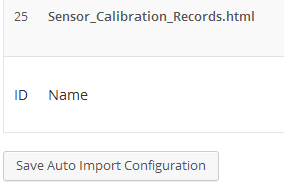 25 Sensor_Calibration_Records.html
ID Name
Save Auto Import Configuration